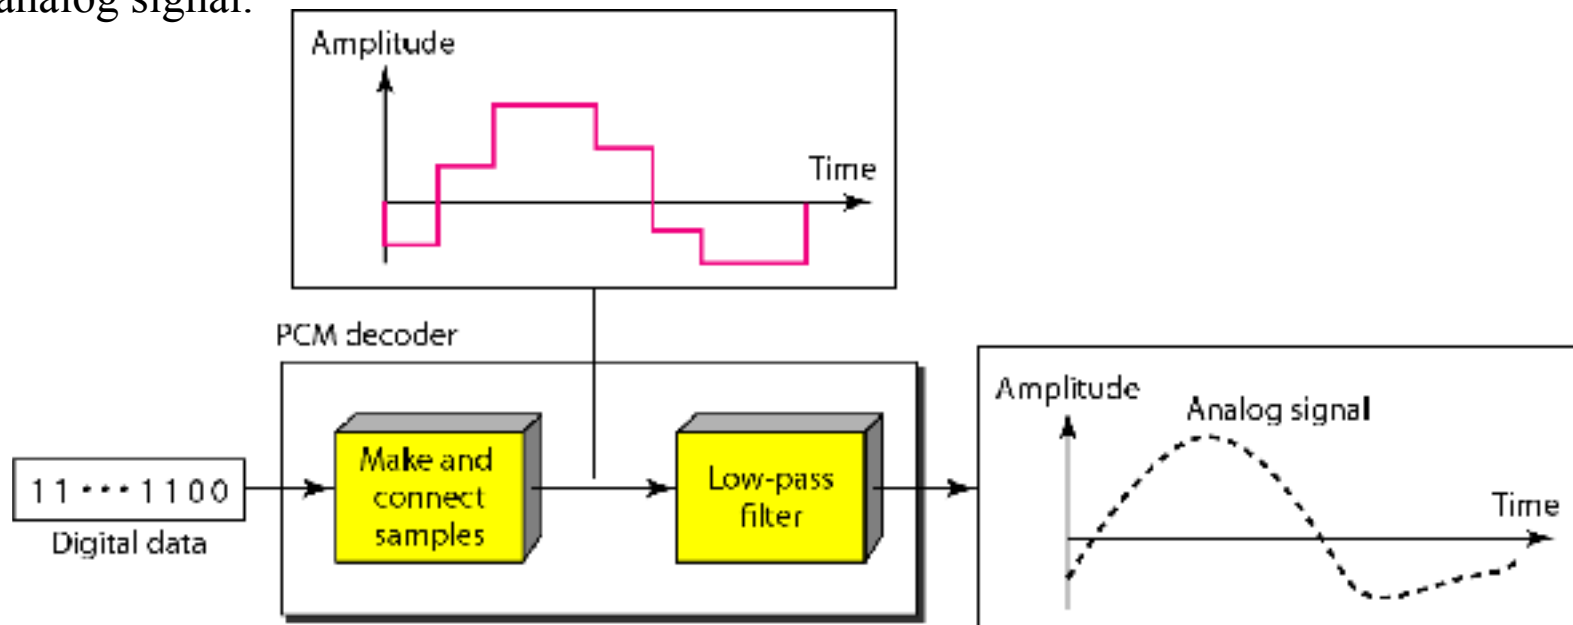 analog signal.
Amplitude
Time
PCM decoder
Make and
connect
samples
Low-pass
filter
11•••1100
Digital data
Amplitude
Analog signal
Time